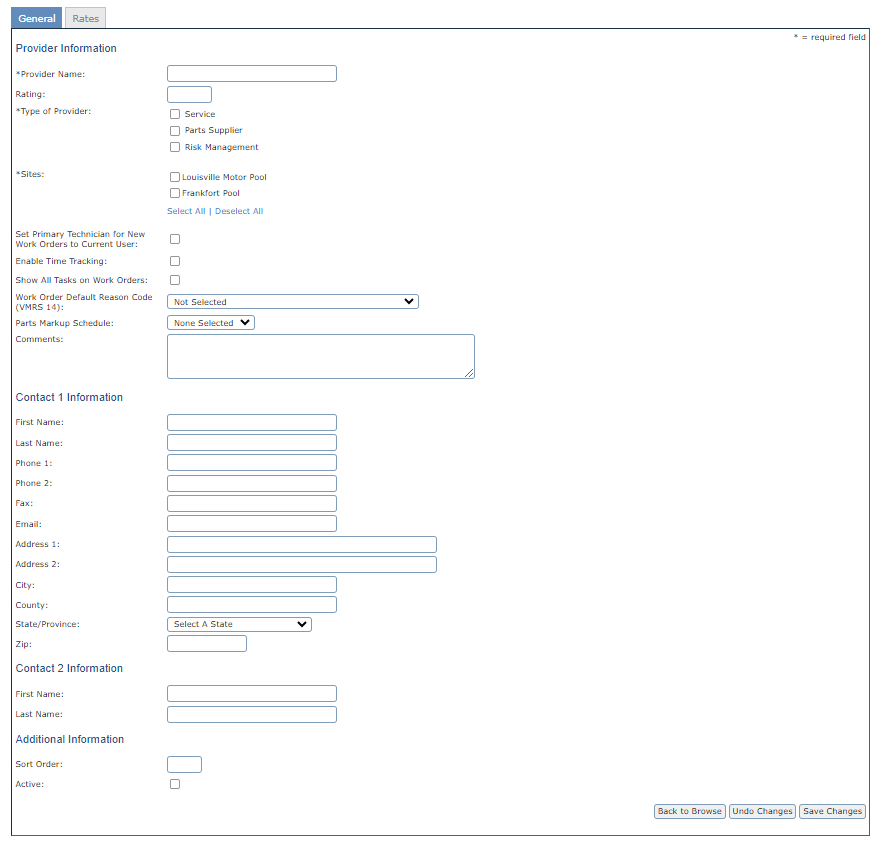 General Rates
* = required field
Provider Information
*Provider Name:
Rating:
*Type of Provider:
Service
Parts Supplier
Risk Management
*Sites:
Louisville Motor Pool
Frankfort Pool
Select All | Deselect All
Set Primary Technician for New
Work Orders to Current User:
Enable Time Tracking:
Show All Tasks on Work Orders:
Work Order Default Reason Code
(VMRS 14):
Not Selected
Parts Markup Schedule:
None Selected
Comments:
Contact 1 Information
First Name:
Last Name:
Phone 1:
Phone 2:
Fax:
Email:
Address 1:
Address 2:
City:
County:
State/Province:
Select A State
Zip:
Contact 2 Information
First Name:
Last Name:
Additional Information
Sort Order:
Active:
Back to Browse Undo Changes Save Changes